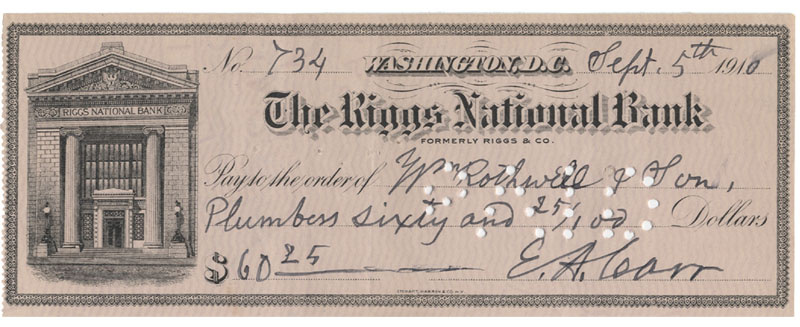 No. 734 WASHINGTON, D.C. Sept. 5th 1910
The Riggs National Bank
FORMERLY RIGGS & CO.
RIGGS NATIONAL BANK
Pay to the order of Wm Rothwell & Son,
Plumbers sixty and 25/100 Dollars
$60 25 E. A. Carr